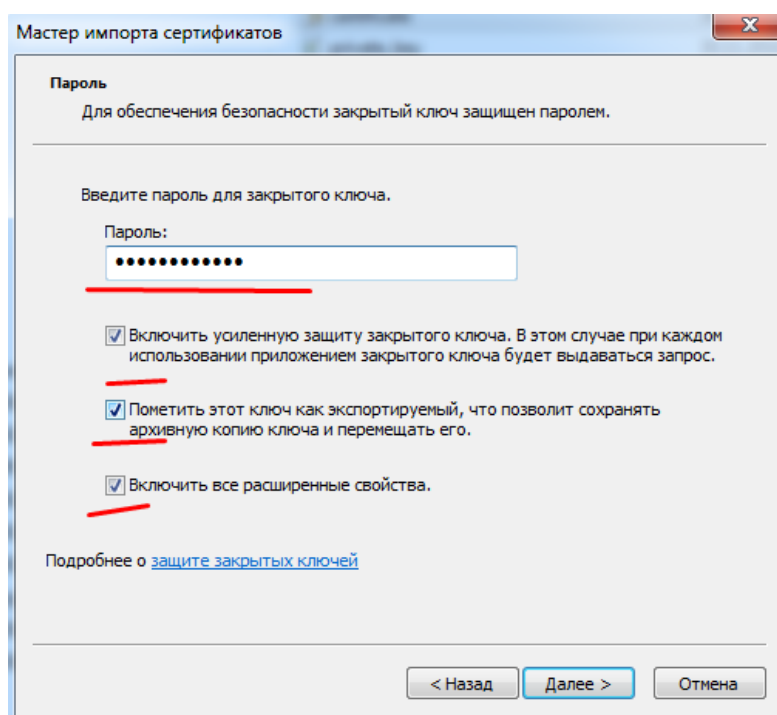 Мастер импорта сертификатов
Пароль
Для обеспечения безопасности закрытый ключ защищен паролем.
Введите пароль для закрытого ключа.
Пароль:
••••••••••••
Включить усиленную защиту закрытого ключа. В этом случае при каждом
использовании приложением закрытого ключа будет выдаваться запрос.
Пометить этот ключ как экспортируемый, что позволит сохранять
архивную копию ключа и перемещать его.
Включить все расширенные свойства.
Подробнее о защите закрытых ключей
< Назад Далее > Отмена